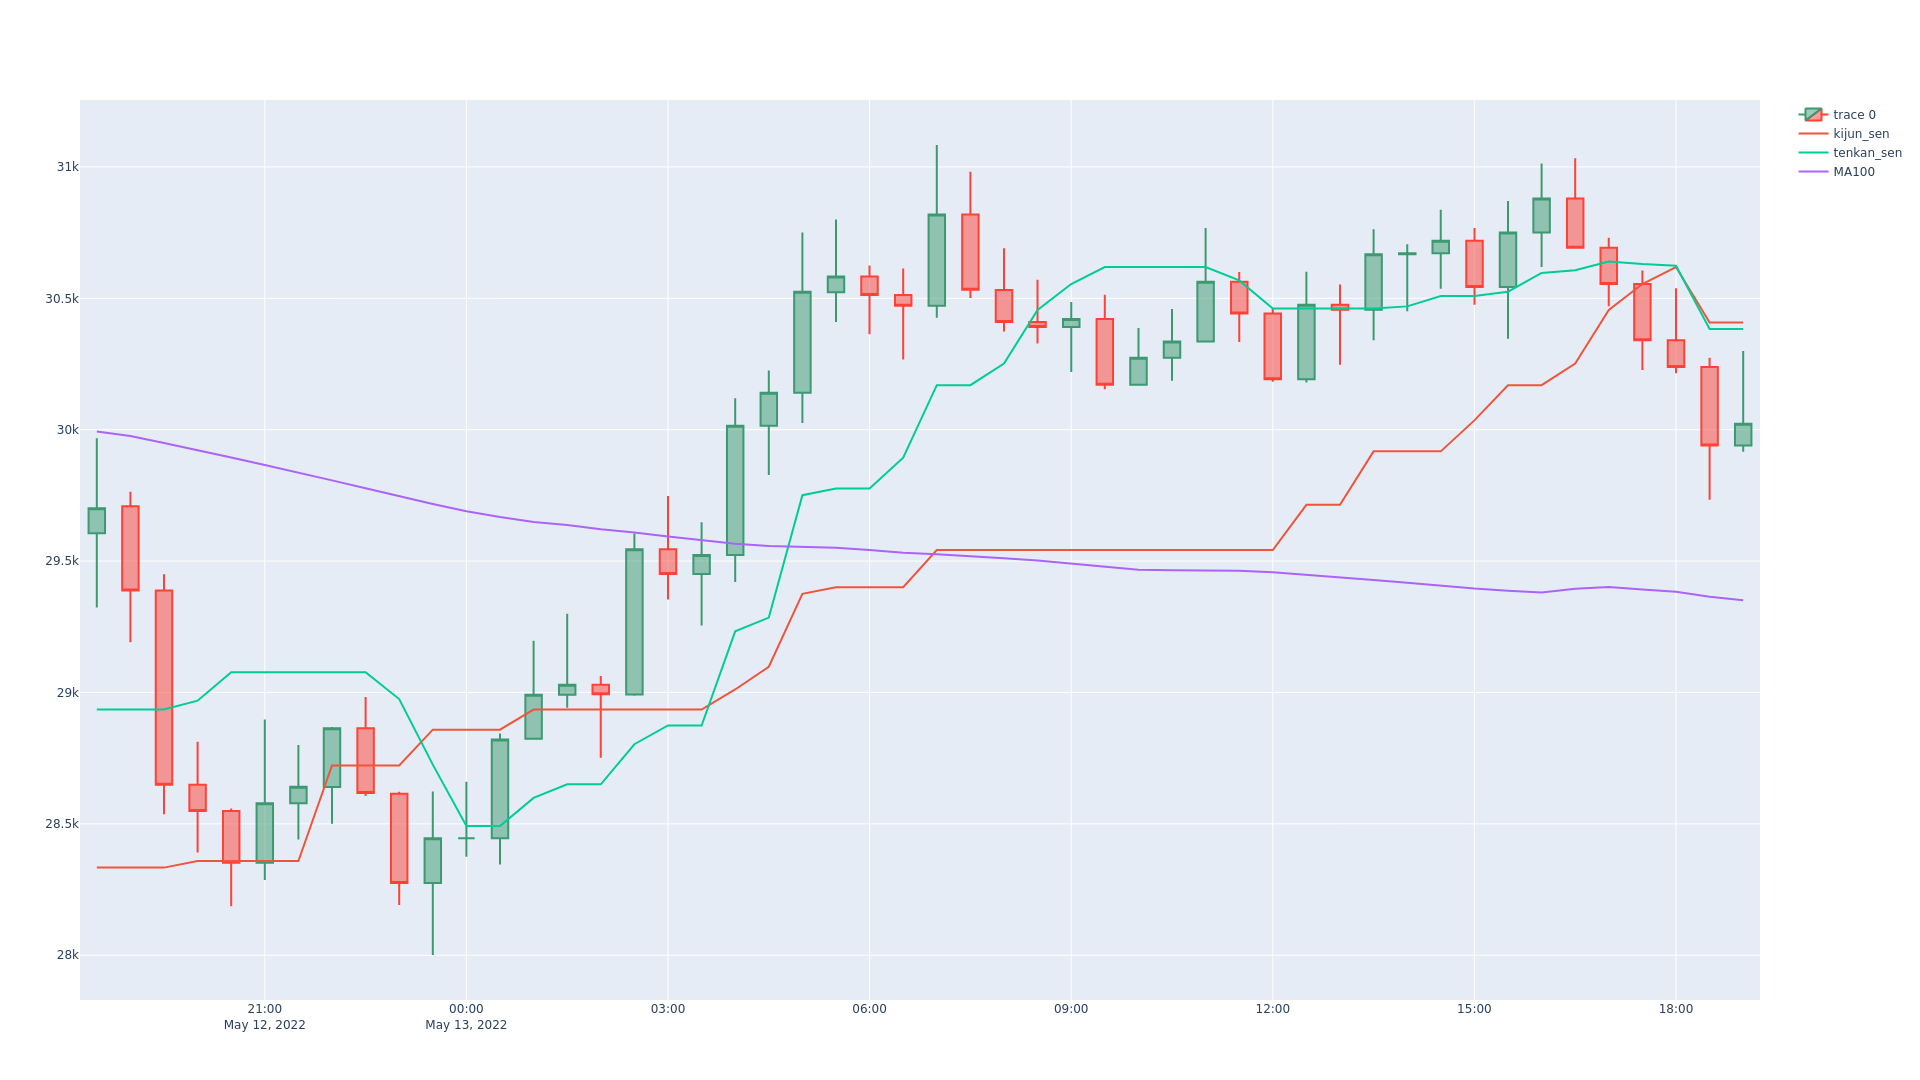 trace 0
kijun_sen
tenkan_sen
MA100
31k
30.5k
30k
29.5k
29k
28.5k
28k
21:00 00:00 03:00 06:00 09:00 12:00 15:00 18:00
May 12, 2022 May 13, 2022